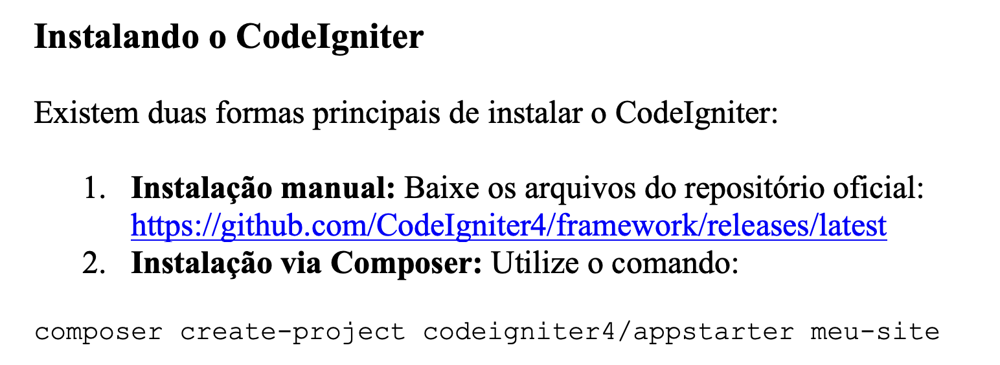 Instalando o CodeIgniter
Existem duas formas principais de instalar o CodeIgniter:
1. Instalação manual: Baixe os arquivos do repositório oficial:
https://github.com/CodeIgniter4/framework/releases/latest
2. Instalação via Composer: Utilize o comando:
composer create-project codeigniter4/appstarter meu-site